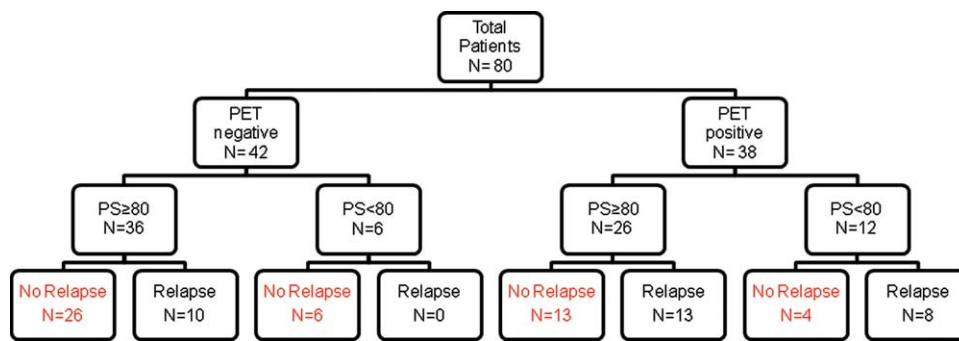 Total
Patients
N= 80
PET
negative
N= 42
PET
positive
N= 38
PS≥80
N=36
PS<80
N=6
PS≥80
N=26
PS<80
N=12
No Relapse
N=26
Relapse
N=10
No Relapse
N=6
Relapse
N=0
No Relapse
N=13
Relapse
N=13
No Relapse
N=4
Relapse
N=8